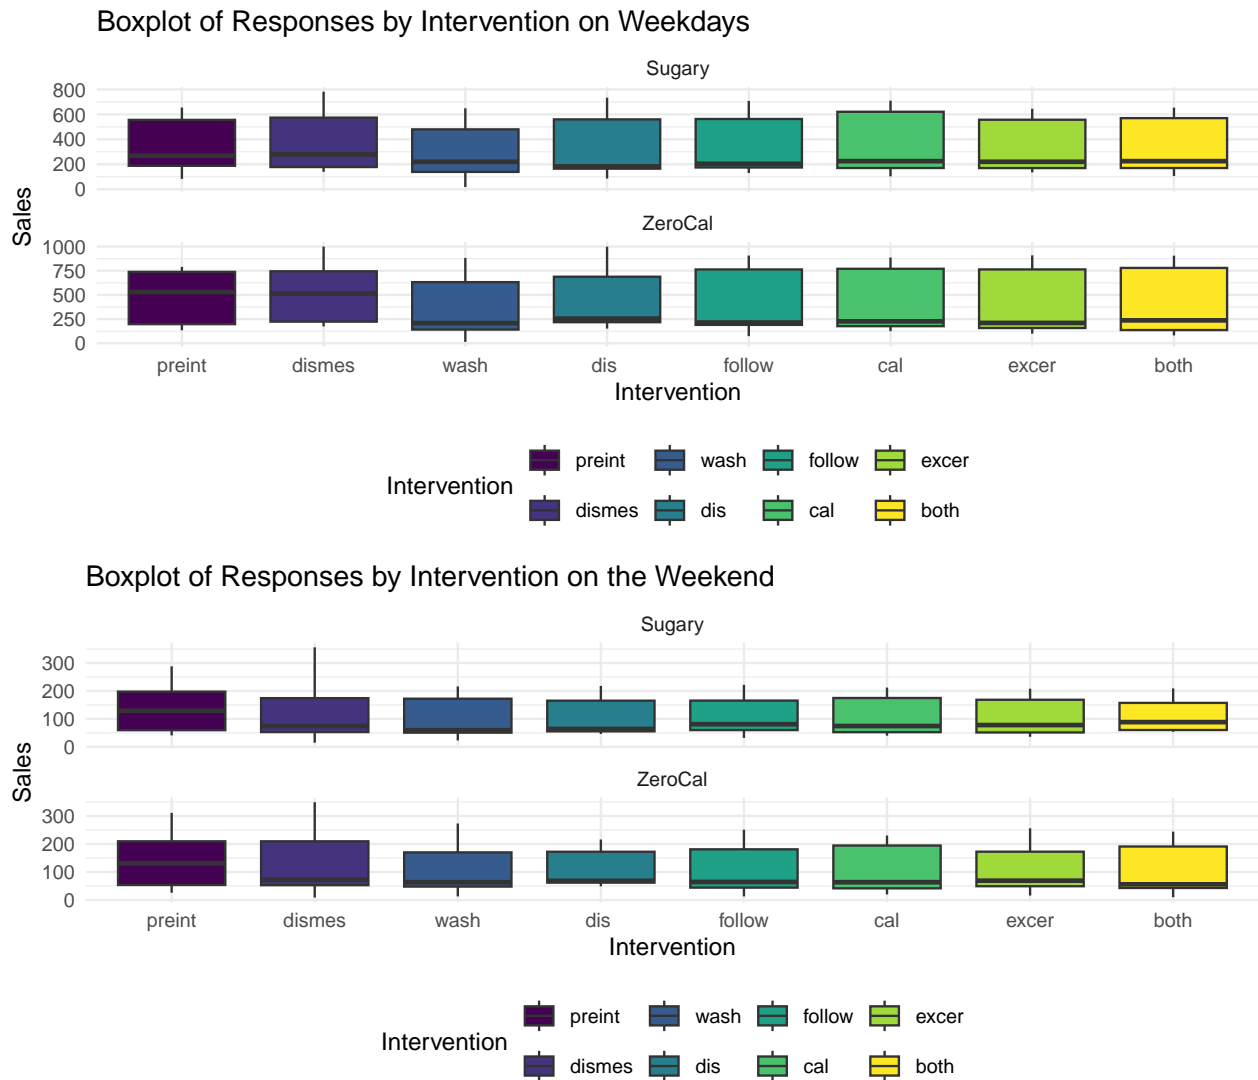 Boxplot of Responses by Intervention on Weekdays
Sugary
800
600
400
200
0
ZeroCal
1000
750
500
250
0
Sales
preint dismes wash dis follow cal excer both
Intervention
Intervention
preint wash follow excer
dismes dis cal both
Boxplot of Responses by Intervention on the Weekend
Sugary
300
200
100
0
ZeroCal
300
200
100
0
Sales
preint dismes wash dis follow cal excer both
Intervention
Intervention
preint wash follow excer
dismes dis cal both